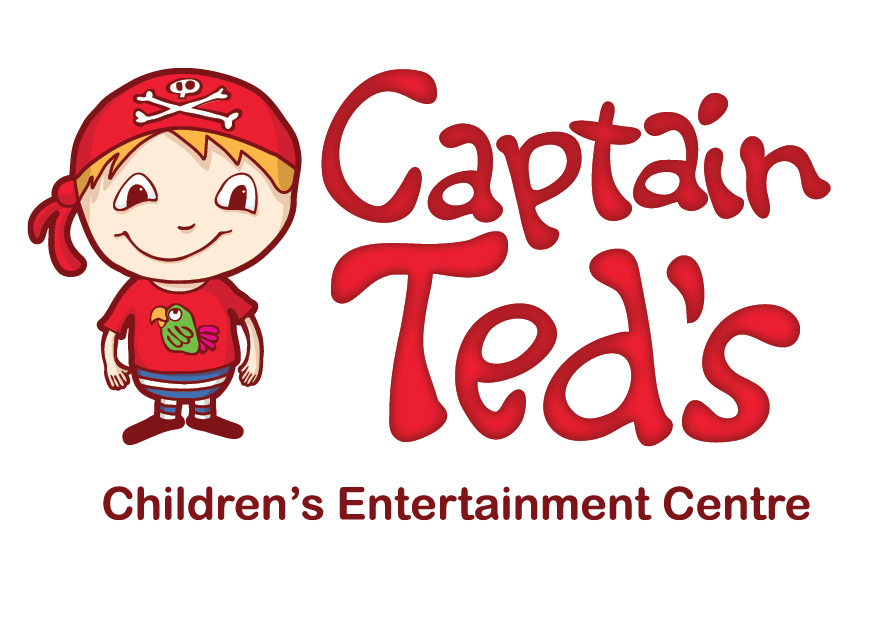 Captain
Ted's
Children’s Entertainment Centre